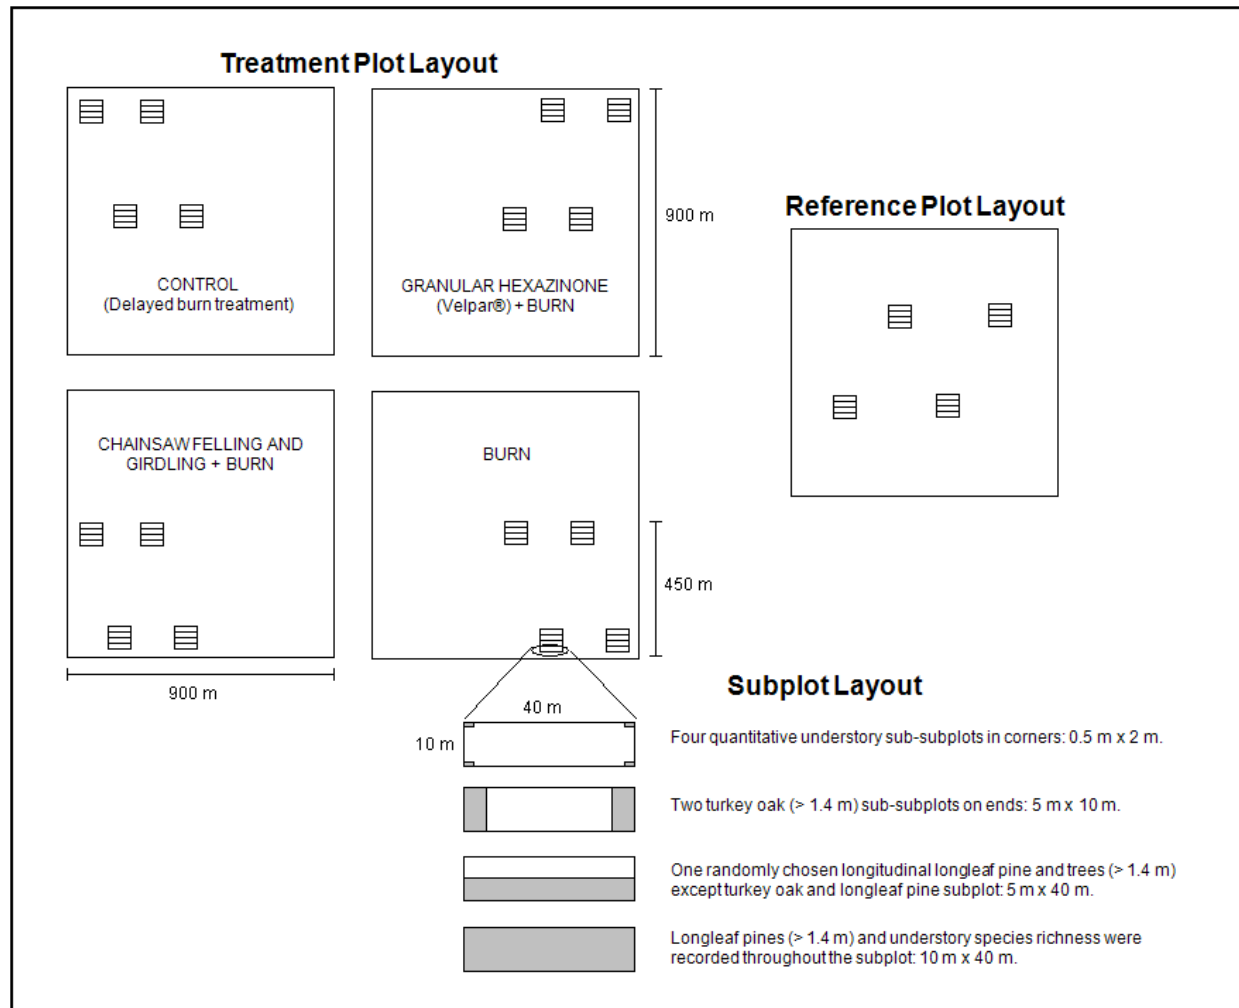 Treatment Plot Layout
CONTROL
(Delayed burn treatment)
GRANULAR HEXAZINONE
(Velpar®) + BURN
900 m
Reference Plot Layout
CHAINSAW FELLING AND
GIRDLING + BURN
BURN
450 m
900 m
Subplot Layout
40 m
10 m
Four quantitative understory sub-subplots in corners: 0.5 m x 2 m.
Two turkey oak (> 1.4 m) sub-subplots on ends: 5 m x 10 m.
One randomly chosen longitudinal longleaf pine and trees (> 1.4 m)
except turkey oak and longleaf pine subplot: 5 m x 40 m.
Longleaf pines (> 1.4 m) and understory species richness were
recorded throughout the subplot: 10 m x 40 m.